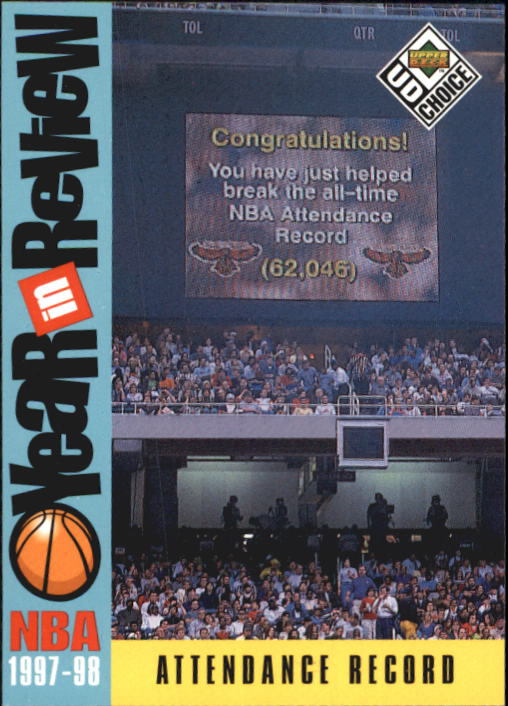 TOL
QTR
TOL
UPPER
DECK
UD
CHOICE
Congratulations!
You have just helped
break the all-time
NBA Attendance
Record
(62,046)
Year in Review
NBA
1997-98
ATTENDANCE RECORD